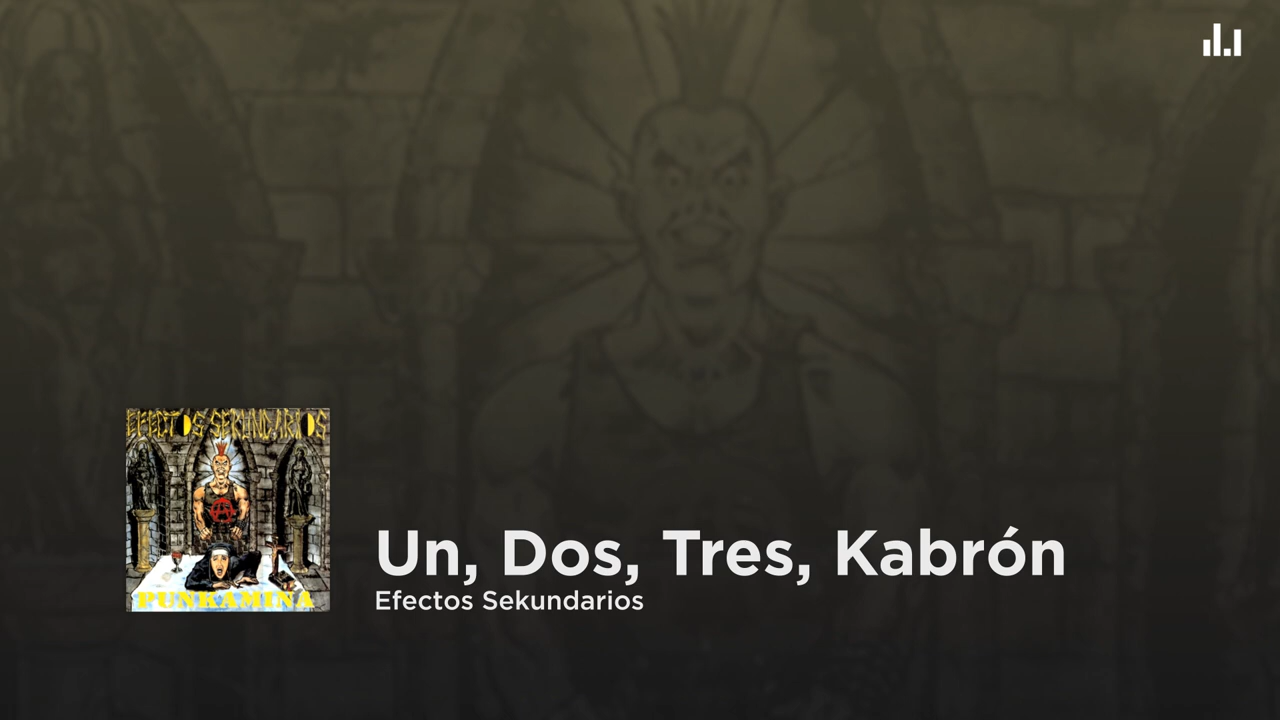 EFECTOS SEKUNDARIOS
PUNKAMINA
Un, Dos, Tres, Kabrón
Efectos Sekundarios